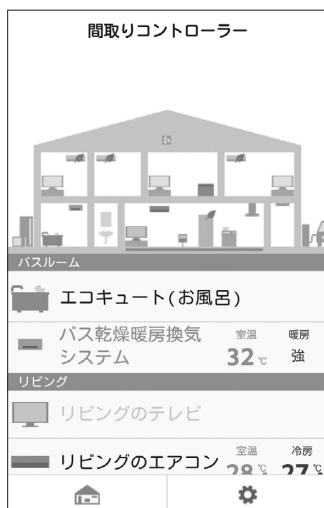 間取りコントローラー
バスルーム
エコキュート(お風呂)
バス乾燥暖房換気
システム
室温
32℃
暖房
強
リビング
リビングのテレビ
リビングのエアコン
室温
28℃
冷房
27℃